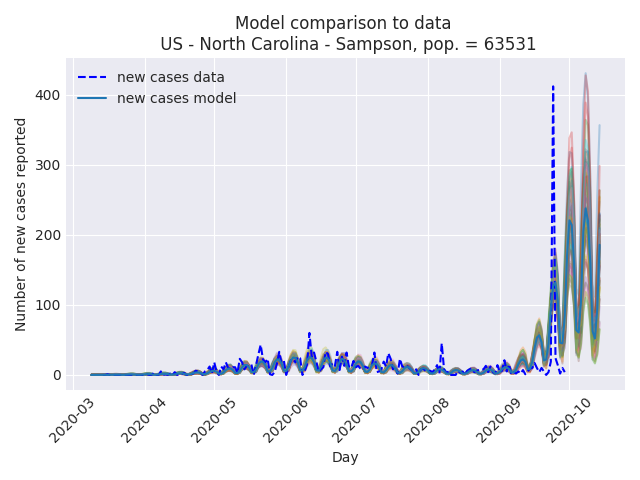 Model comparison to data
US - North Carolina - Sampson, pop. = 63531
new cases data
new cases model
Number of new cases reported
400
300
200
100
0
2020-03
2020-04
2020-05
2020-06
2020-07
2020-08
2020-09
2020-10
Day